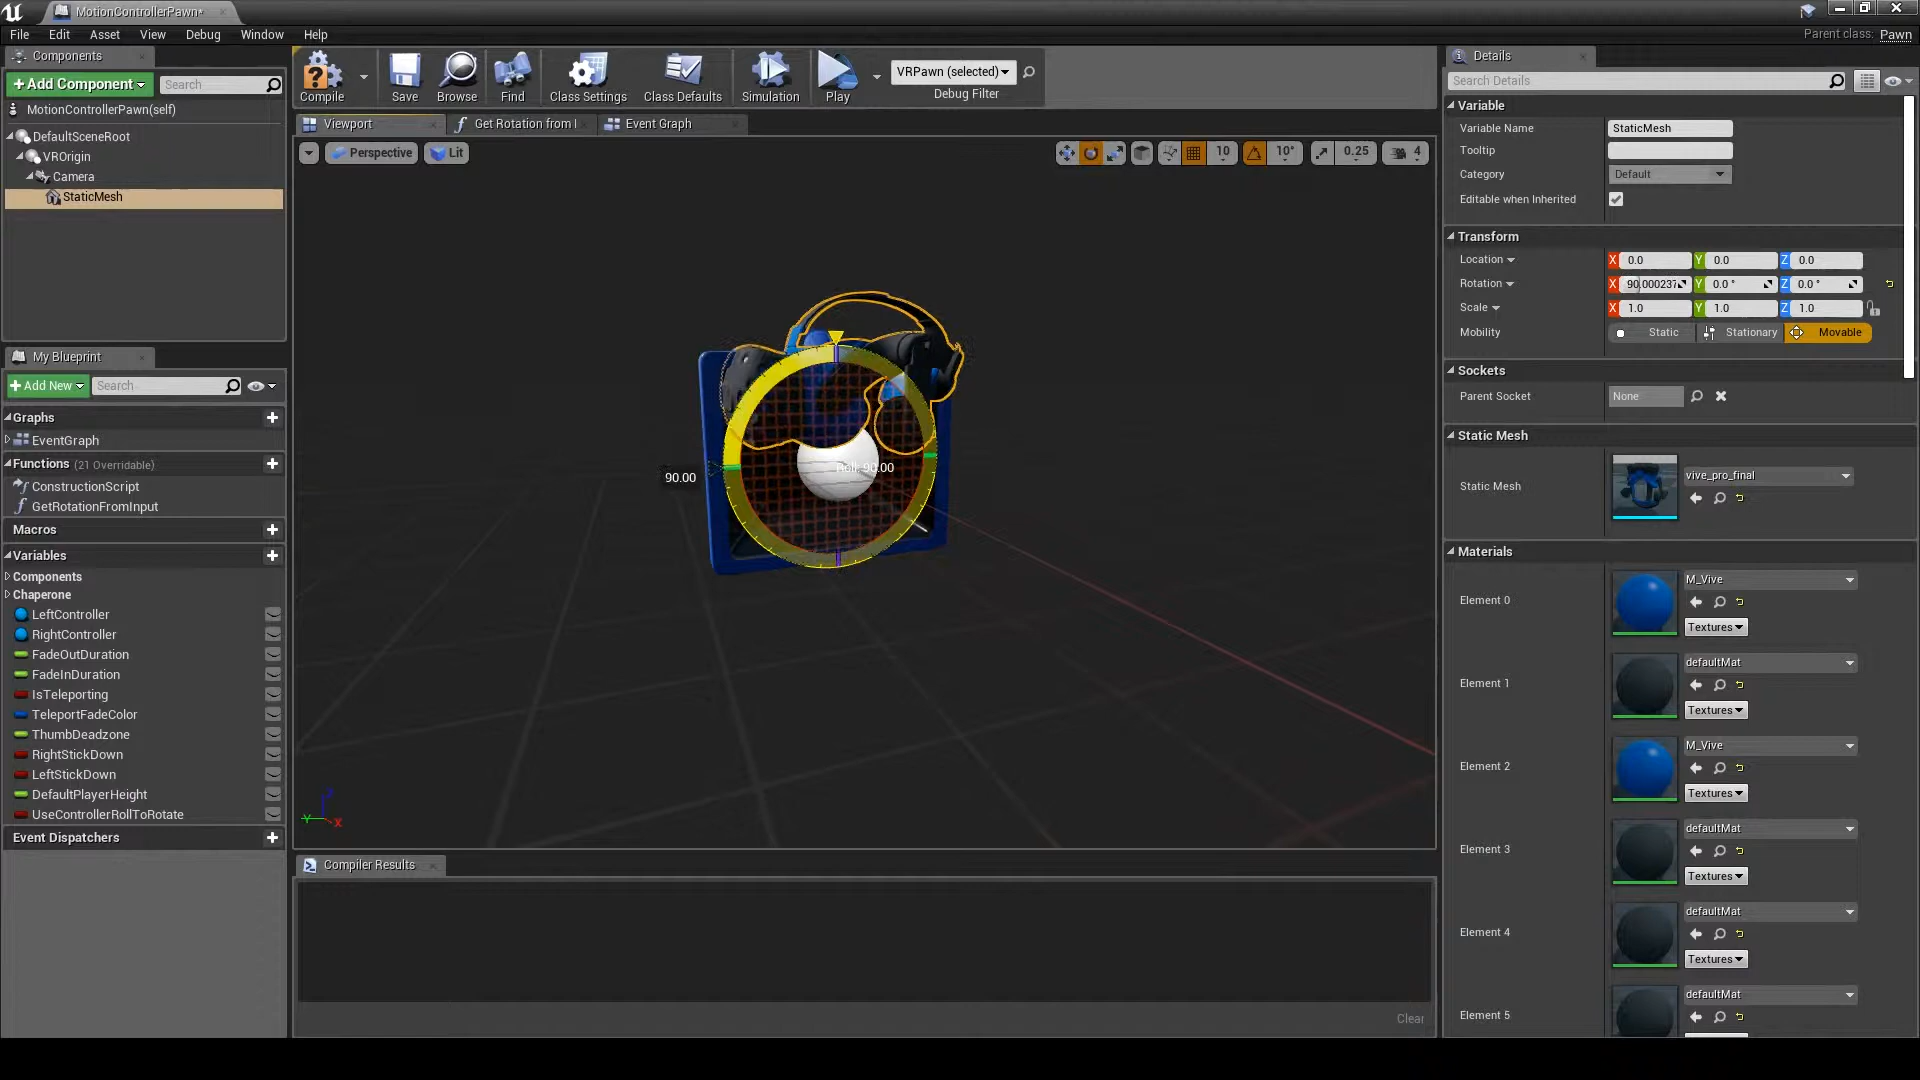 MotionControllerPawn*
File Edit Asset View Debug Window Help
Parent class: Pawn
Components
+Add Component
Search
MotionControllerPawn(self)
DefaultSceneRoot
VROrigin
Camera
StaticMesh
My Blueprint
+Add New
Search
Graphs
EventGraph
Functions (21 Overridable)
ConstructionScript
GetRotationFromInput
Macros
Variables
Components
Chaperone
LeftController
RightController
FadeOutDuration
FadeInDuration
IsTeleporting
TeleportFadeColor
ThumbDeadzone
RightStickDown
LeftStickDown
DefaultPlayerHeight
UseControllerRollToRotate
Event Dispatchers
Compile Save Browse Find Class Settings Class Defaults Simulation Play
VRPawn (selected)
Debug Filter
Viewport
Get Rotation from I
Event Graph
Perspective Lit
10 10° 0.25 4
90.00
Roll: 90.00
Z
Y X
Compiler Results
Clear
Details
Search Details
Variable
Variable Name StaticMesh
Tooltip
Category Default
Editable when Inherited
Transform
Location X 0.0 Y 0.0 Z 0.0
Rotation X 90.000237 Y 0.0 ° Z 0.0 °
Scale X 1.0 Y 1.0 Z 1.0
Mobility Static Stationary Movable
Sockets
Parent Socket None
Static Mesh
Static Mesh vive_pro_final
Materials
Element 0 M_Vive
Textures
Element 1 defaultMat
Textures
Element 2 M_Vive
Textures
Element 3 defaultMat
Textures
Element 4 defaultMat
Textures
Element 5 defaultMat